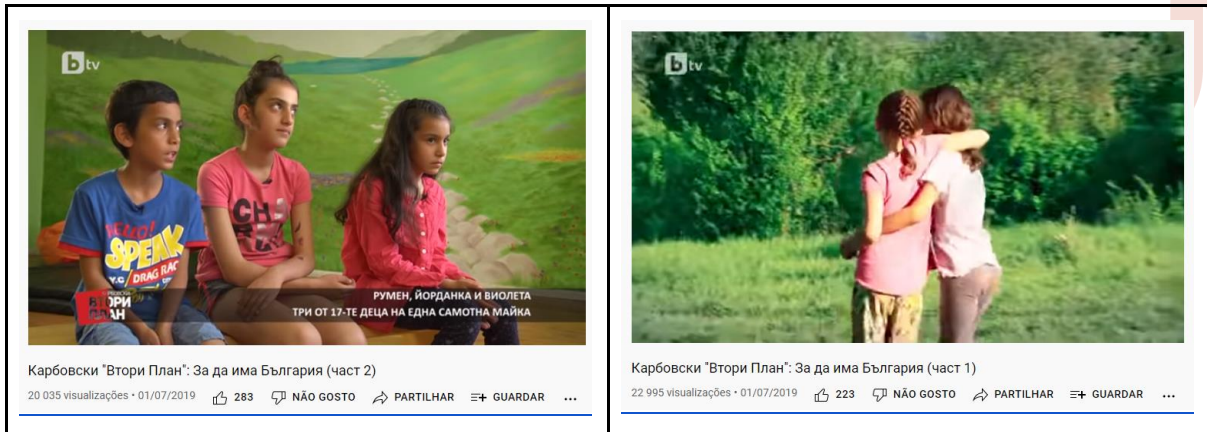 btv
HELLO!
SPEAK
DRAG RAC
ВТОРИ
ПЛАН
РУМЕН, ЙОРДАНКА И ВИОЛЕТА
ТРИ ОТ 17-ТЕ ДЕЦА НА ЕДНА САМОТНА МАЙКА
Карбовски "Втори План": За да има България (част 2)
20 035 visualizações • 01/07/2019 283 NÃO GOSTO PARTILHAR GUARDAR ...
btv
Карбовски "Втори План": За да има България (част 1)
22 995 visualizações • 01/07/2019 223 NÃO GOSTO PARTILHAR GUARDAR ...